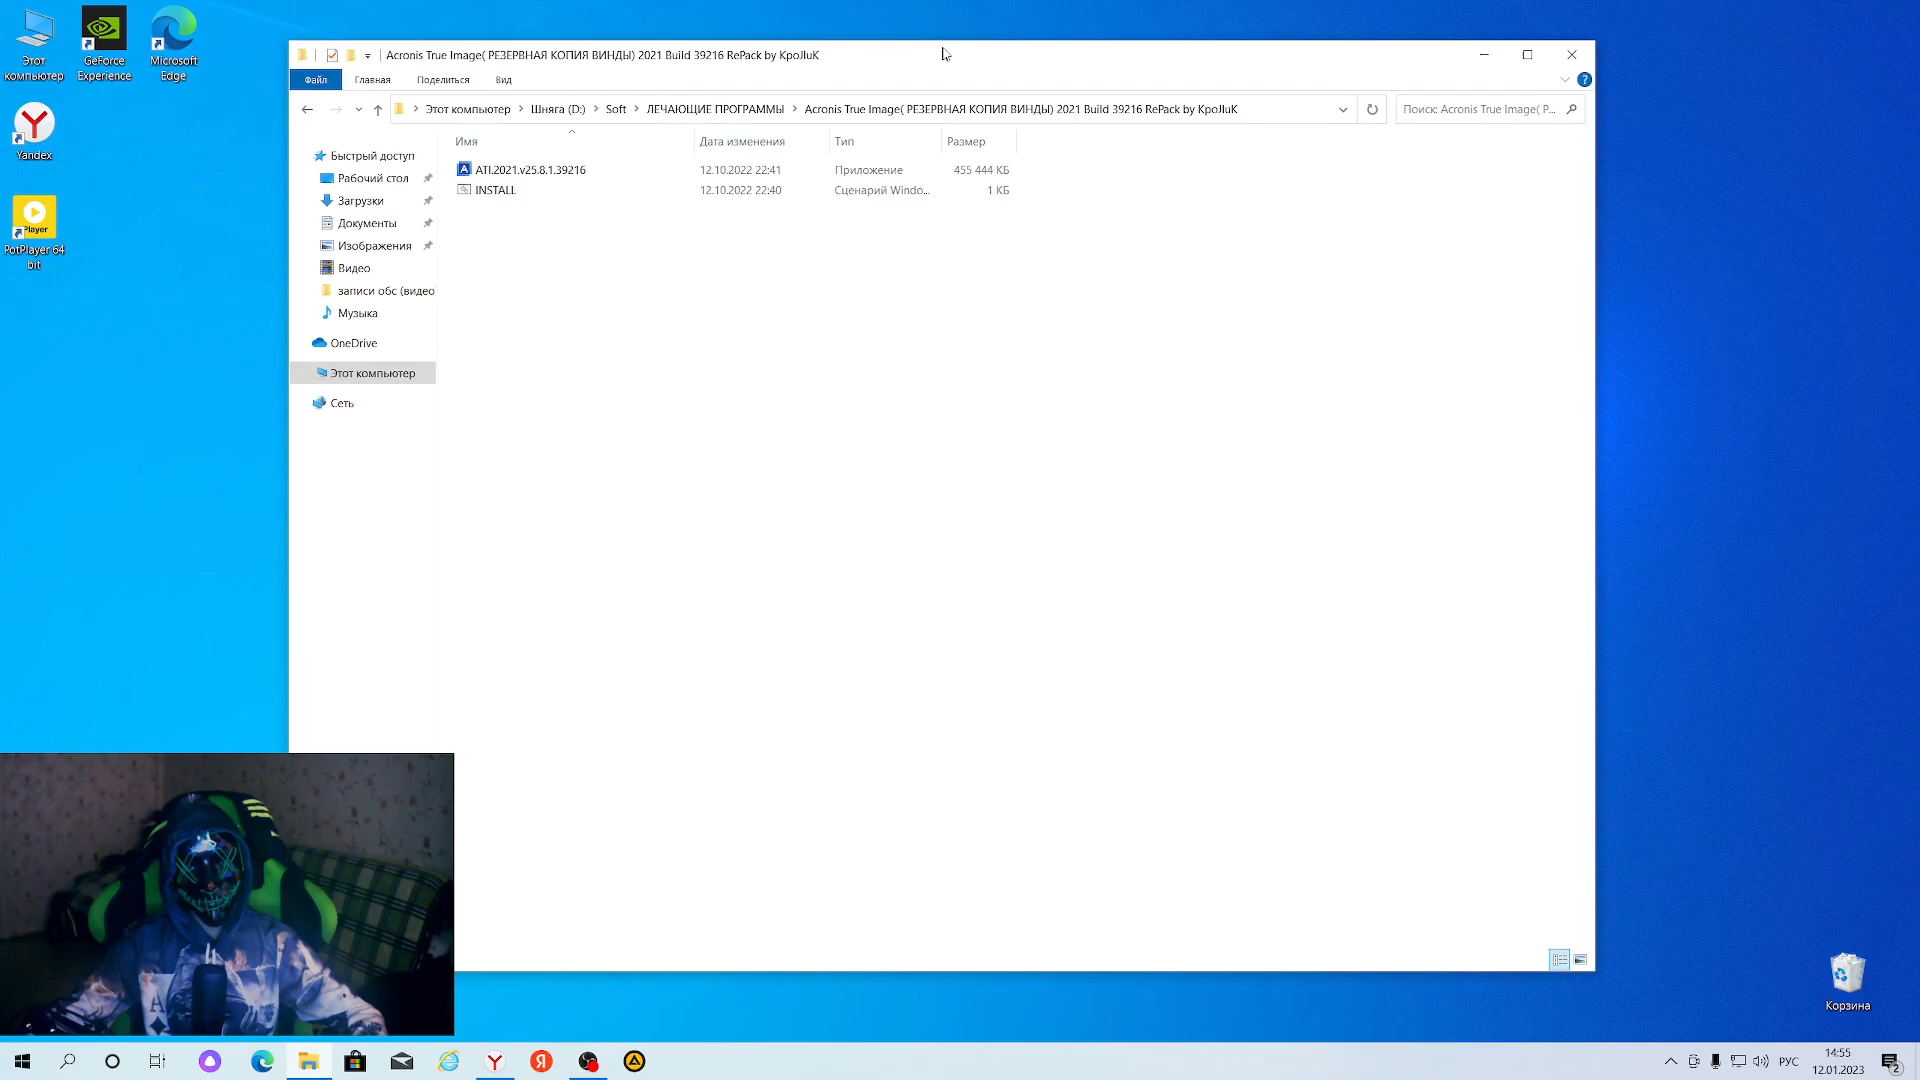 Этот компьютер
GeForce Experience
Microsoft Edge
Yandex
Player
PotPlayer 64 bit
Acronis True Image( РЕЗЕРВНАЯ КОПИЯ ВИНДЫ) 2021 Build 39216 RePack by KpoJIuK
Файл Главная Поделиться Вид
Этот компьютер Шняга (D:) Soft ЛЕЧАЮЩИЕ ПРОГРАММЫ Acronis True Image( РЕЗЕРВНАЯ КОПИЯ ВИНДЫ) 2021 Build 39216 RePack by KpoJIuK
Поиск: Acronis True Image( Р...
Имя Дата изменения Тип Размер
ATI.2021.v25.8.1.39216 12.10.2022 22:41 Приложение 455 444 КБ
INSTALL 12.10.2022 22:40 Сценарий Windo... 1 КБ
Быстрый доступ
Рабочий стол
Загрузки
Документы
Изображения
Видео
записи обс (видео
Музыка
OneDrive
Этот компьютер
Сеть
Корзина
РУС
14:55
12.01.2023
2